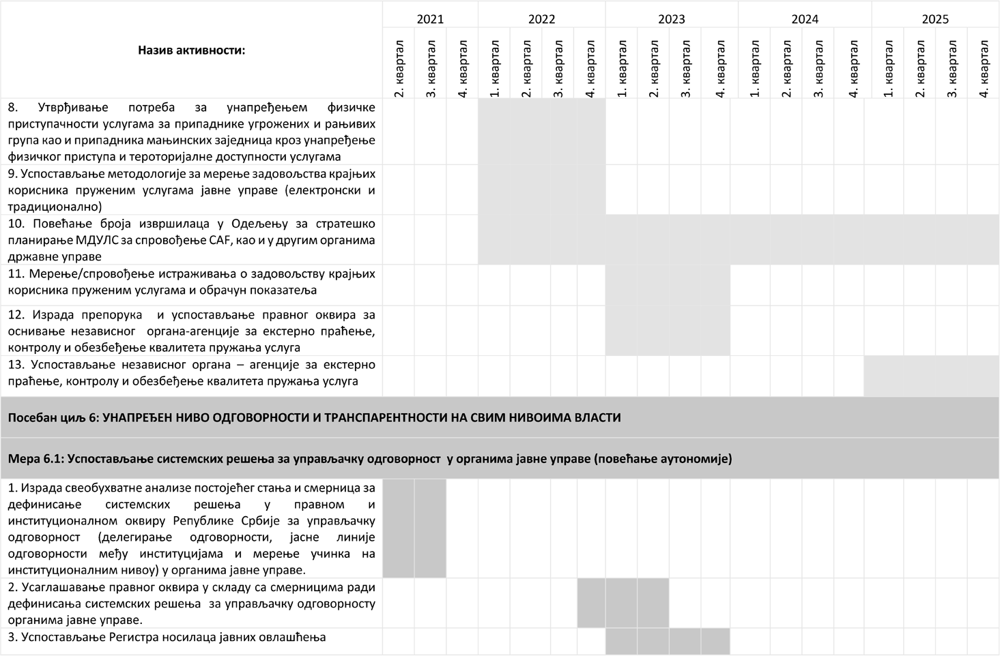 Назив активности:
2021 2022 2023 2024 2025
2. квартал 3. квартал 4. квартал 1. квартал 2. квартал 3. квартал 4. квартал 1. квартал 2. квартал 3. квартал 4. квартал 1. квартал 2. квартал 3. квартал 4. квартал 1. квартал 2. квартал 3. квартал 4. квартал
8. Утврђивање потреба за унапређењем физичке
приступачности услугама за припаднике угрожених и рањивих
група као и припадника мањинских заједница кроз унапређење
физичког приступа и тероторијалне доступности услугама
9. Успостављање методологије за мерење задовољства крајњих
корисника пруженим услугама јавне управе (електронски и
традиционално)
10. Повећање броја извршилаца у Одељењу за стратешко
планирање МДУЛС за спровођење CAF, као и у другим органима
државне управе
11. Мерење/спровођење истраживања о задовољству крајњих
корисника пруженим услугама и обрачун показатеља
12. Израда препорука и успостављање правног оквира за
оснивање независног органа-агенције за екстерно праћење,
контролу и обезбеђење квалитета пружања услуга
13. Успостављање независног органа – агенције за екстерно
праћење, контролу и обезбеђење квалитета пружања услуга
Посебан циљ 6: УНАПРЕЂЕН НИВО ОДГОВОРНОСТИ И ТРАНСПАРЕНТНОСТИ НА СВИМ НИВОИМА ВЛАСТИ
Мера 6.1: Успостављање системских решења за управљачку одговорност у органима јавне управе (повећање аутономије)
1. Израда свеобухватне анализе постојећег стања и смерница за
дефинисање системских решења у правном и
институционалном оквиру Републике Србије за управљачку
одговорност (делегирање одговорности, јасне линије
одговорности међу институцијама и мерење учинка на
институционалним нивоу) у органима јавне управе.
2. Усаглашавање правног оквира у складу са смерницима ради
дефинисања системских решења за управљачку одговорносту
органима јавне управе.
3. Успостављање Регистра носилаца јавних овлашћења